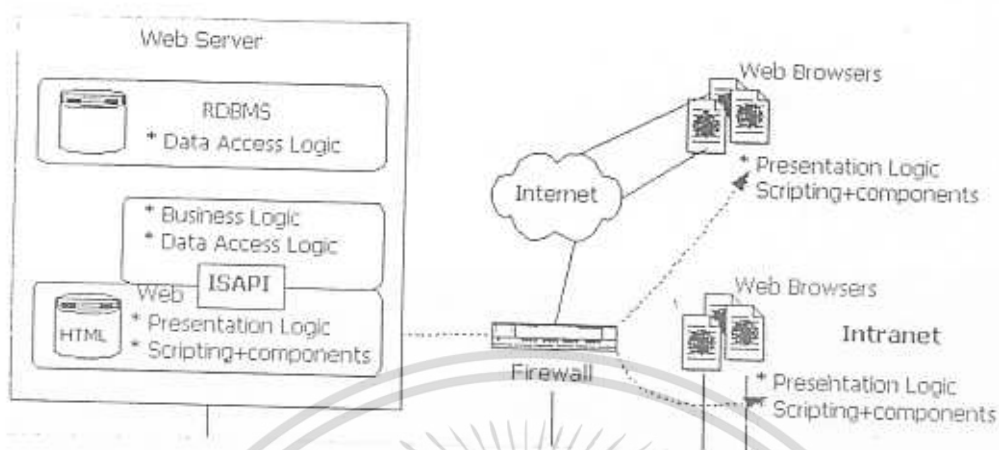 Web Server
RDBMS
* Data Access Logic
* Business Logic
* Data Access Logic
ISAPI
Web
HTML
* Presentation Logic
* Scripting+components
Internet
Firewall
Web Browsers
* Presentation Logic
Scripting+components
Web Browsers
Intranet
* Presentation Logic
Scripting+components